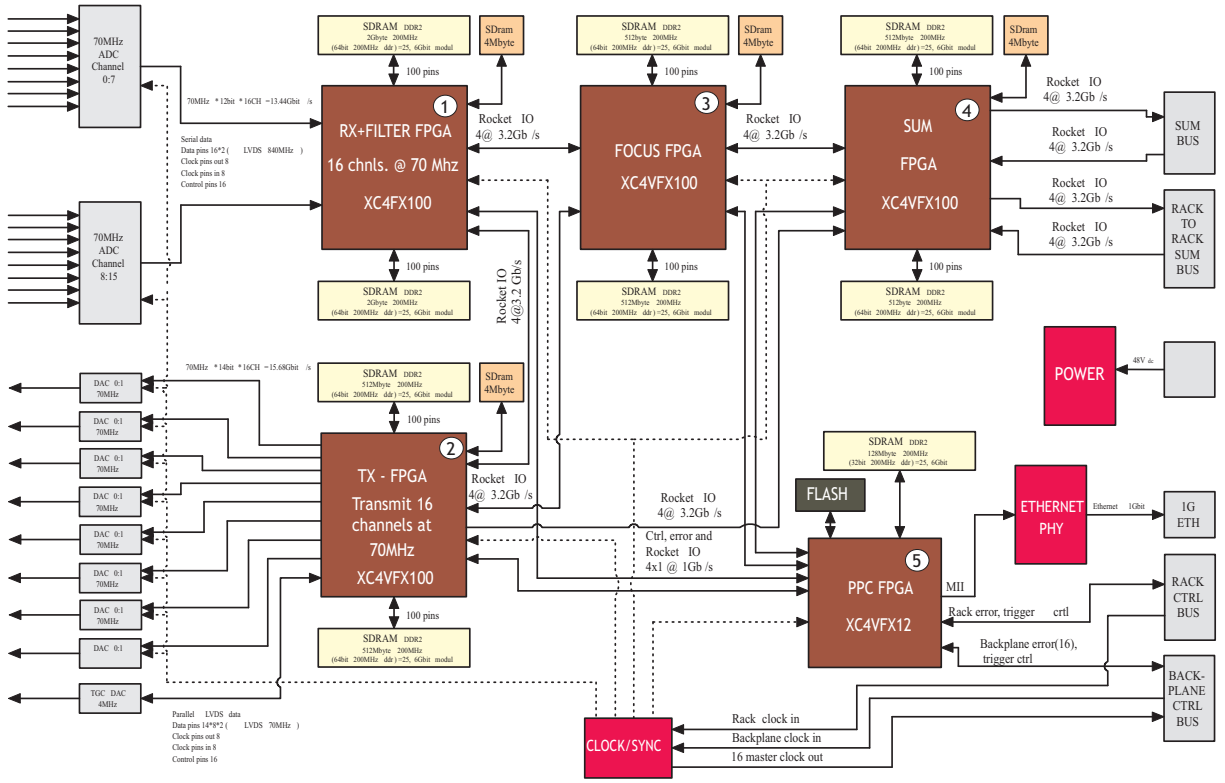 70MHz
ADC
Channel
0:7
70MHz *12bit *16CH =13.44Gbit /s
Serial data
Data pins 16*2 ( LVDS 840MHz )
Clock pins out 8
Clock pins in 8
Control pins 16
70MHz
ADC
Channel
8:15
SDRAM DDR2
2Gbyte 200MHz
(64bit 200MHz ddr)=25, 6Gbit modul
SDram
4Mbyte
100 pins
1
RX+FILTER FPGA
16 chnls. @ 70 Mhz
XC4FX100
100 pins
SDRAM DDR2
2Gbyte 200MHz
(64bit 200MHz ddr)=25, 6Gbit modul
Rocket IO
4@ 3.2Gb /s
Rocket IO
4@3.2 Gb/s
SDRAM DDR2
512byte 200MHz
(64bit 200MHz ddr)=25, 6Gbit modul
SDram
4Mbyte
100 pins
3
FOCUS FPGA
XC4VFX100
100 pins
SDRAM DDR2
512Mbyte 200MHz
(64bit 200MHz ddr)=25, 6Gbit modul
Rocket IO
4@ 3.2Gb /s
SDRAM DDR2
512Mbyte 200MHz
(64bit 200MHz ddr)=25, 6Gbit modul
SDram
4Mbyte
100 pins
4
SUM
FPGA
XC4VFX100
100 pins
SDRAM DDR2
512byte 200MHz
(64bit 200MHz ddr)=25, 6Gbit modul
Rocket IO
4@ 3.2Gb /s
Rocket IO
4@ 3.2Gb /s
Rocket IO
4@ 3.2Gb /s
Rocket IO
4@ 3.2Gb /s
SUM
BUS
RACK
TO
RACK
SUM
BUS
POWER
48V dc
70MHz *14bit *16CH =15.68Gbit /s
DAC 0:1
70MHz
DAC 0:1
70MHz
DAC 0:1
70MHz
DAC 0:1
70MHz
DAC 0:1
70MHz
DAC 0:1
70MHz
DAC 0:1
70MHz
DAC 0:1
TGC DAC
4MHz
Parallel LVDS data
Data pins 14*8*2 ( LVDS 70MHz )
Clock pins out 8
Clock pins in 8
Control pins 16
SDRAM DDR2
512Mbyte 200MHz
(64bit 200MHz ddr)=25, 6Gbit modul
SDram
4Mbyte
100 pins
2
TX - FPGA
Transmit 16
channels at
70MHz
XC4VFX100
100 pins
SDRAM DDR2
512Mbyte 200MHz
(64bit 200MHz ddr)=25, 6Gbit modul
Rocket IO
4@ 3.2Gb /s
Rocket IO
4@ 3.2Gb /s
Ctrl, error and
Rocket IO
4x1 @ 1Gb /s
SDRAM DDR2
128Mbyte 200MHz
(32bit 200MHz ddr)=25, 6Gbit
FLASH
5
PPC FPGA
XC4VFX12
MII
ETHERNET
PHY
Ethernet 1Gbit
1G
ETH
Rack error, trigger crtl
RACK
CTRL
BUS
Backplane error(16),
trigger ctrl
BACK-
PLANE
CTRL
BUS
CLOCK/SYNC
Rack clock in
Backplane clock in
16 master clock out